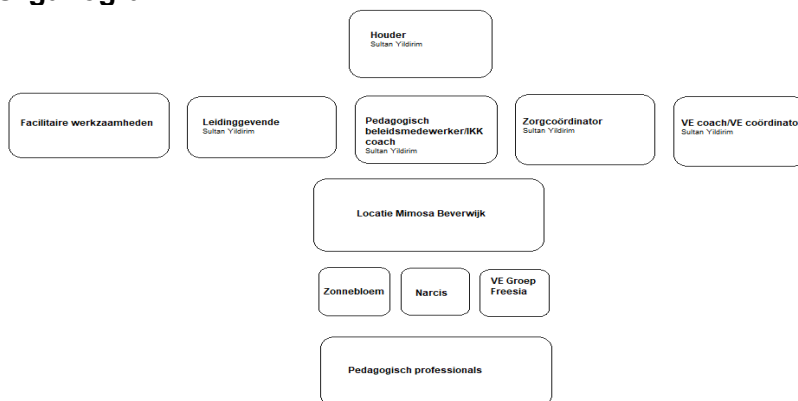 Houder
Sultan Yildirim
Facilitaire werkzaamheden
Leidinggevende
Sultan Yildirim
Pedagogisch
beleidsmedewerker/IKK
coach
Sultan Yildirim
Zorgcoördinator
Sultan Yildirim
VE coach/VE coördinato
Sultan Yildirim
Locatie Mimosa Beverwijk
Zonnebloem
Narcis
VE Groep
Freesia
Pedagogisch professionals